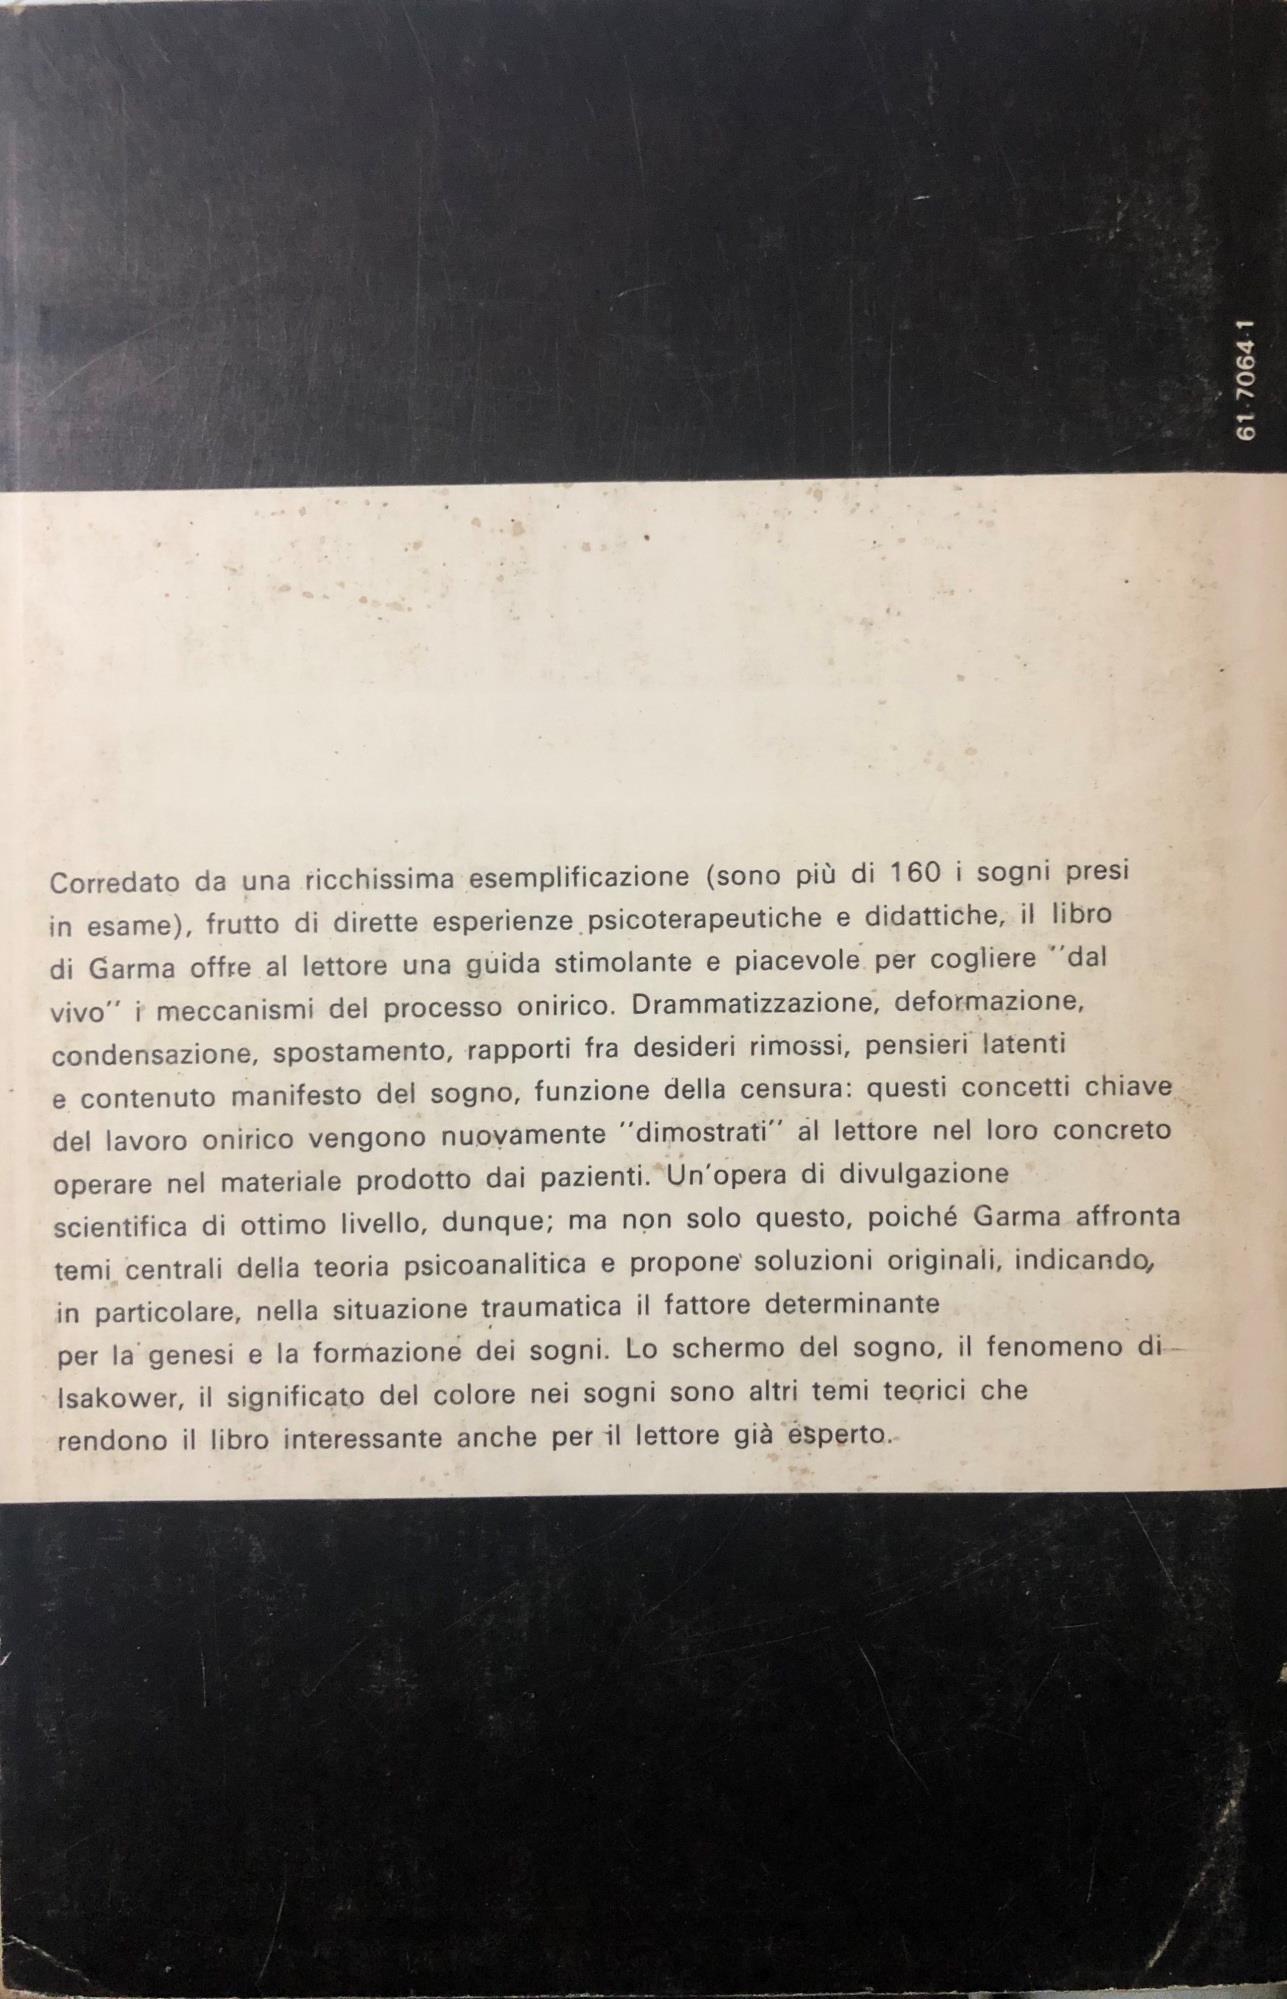 61-7064-1
Corredato da una ricchissima esemplificazione (sono più di 160 i sogni presi
in esame), frutto di dirette esperienze psicoterapeutiche e didattiche, il libro
di Garma offre al lettore una guida stimolante e piacevole per cogliere ''dal
vivo'' i meccanismi del processo onirico. Drammatizzazione, deformazione,
condensazione, spostamento, rapporti fra desideri rimossi, pensieri latenti
e contenuto manifesto del sogno, funzione della censura: questi concetti chiave
del lavoro onirico vengono nuovamente ''dimostrati'' al lettore nel loro concreto
operare nel materiale prodotto dai pazienti. Un'opera di divulgazione
scientifica di ottimo livello, dunque; ma non solo questo, poiché Garma affronta
temi centrali della teoria psicoanalitica e propone soluzioni originali, indicando,
in particolare, nella situazione traumatica il fattore determinante
per la genesi e la formazione dei sogni. Lo schermo del sogno, il fenomeno di
Isakower, il significato del colore nei sogni sono altri temi teorici che
rendono il libro interessante anche per il lettore già esperto.